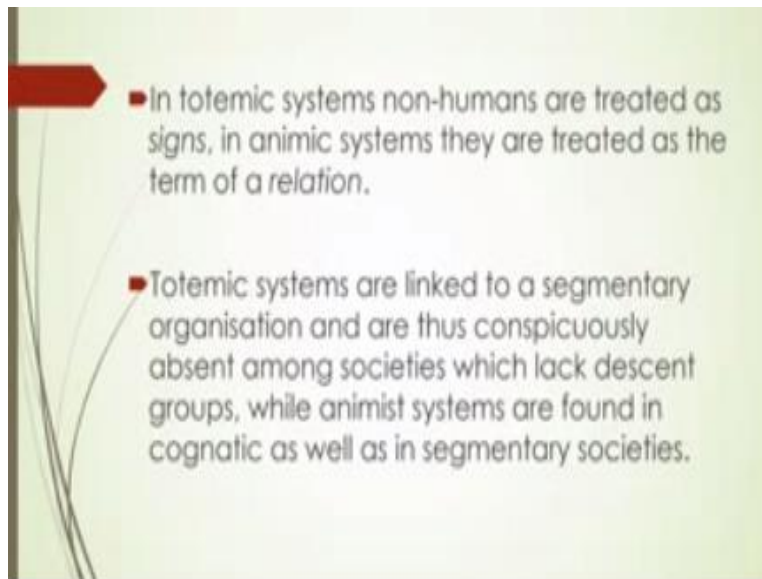 In totemic systems non-humans are treated as
signs, in animic systems they are treated as the
term of a relation.
Totemic systems are linked to a segmentary
organisation and are thus conspicuously
absent among societies which lack descent
groups, while animist systems are found in
cognatic as well as in segmentary societies.